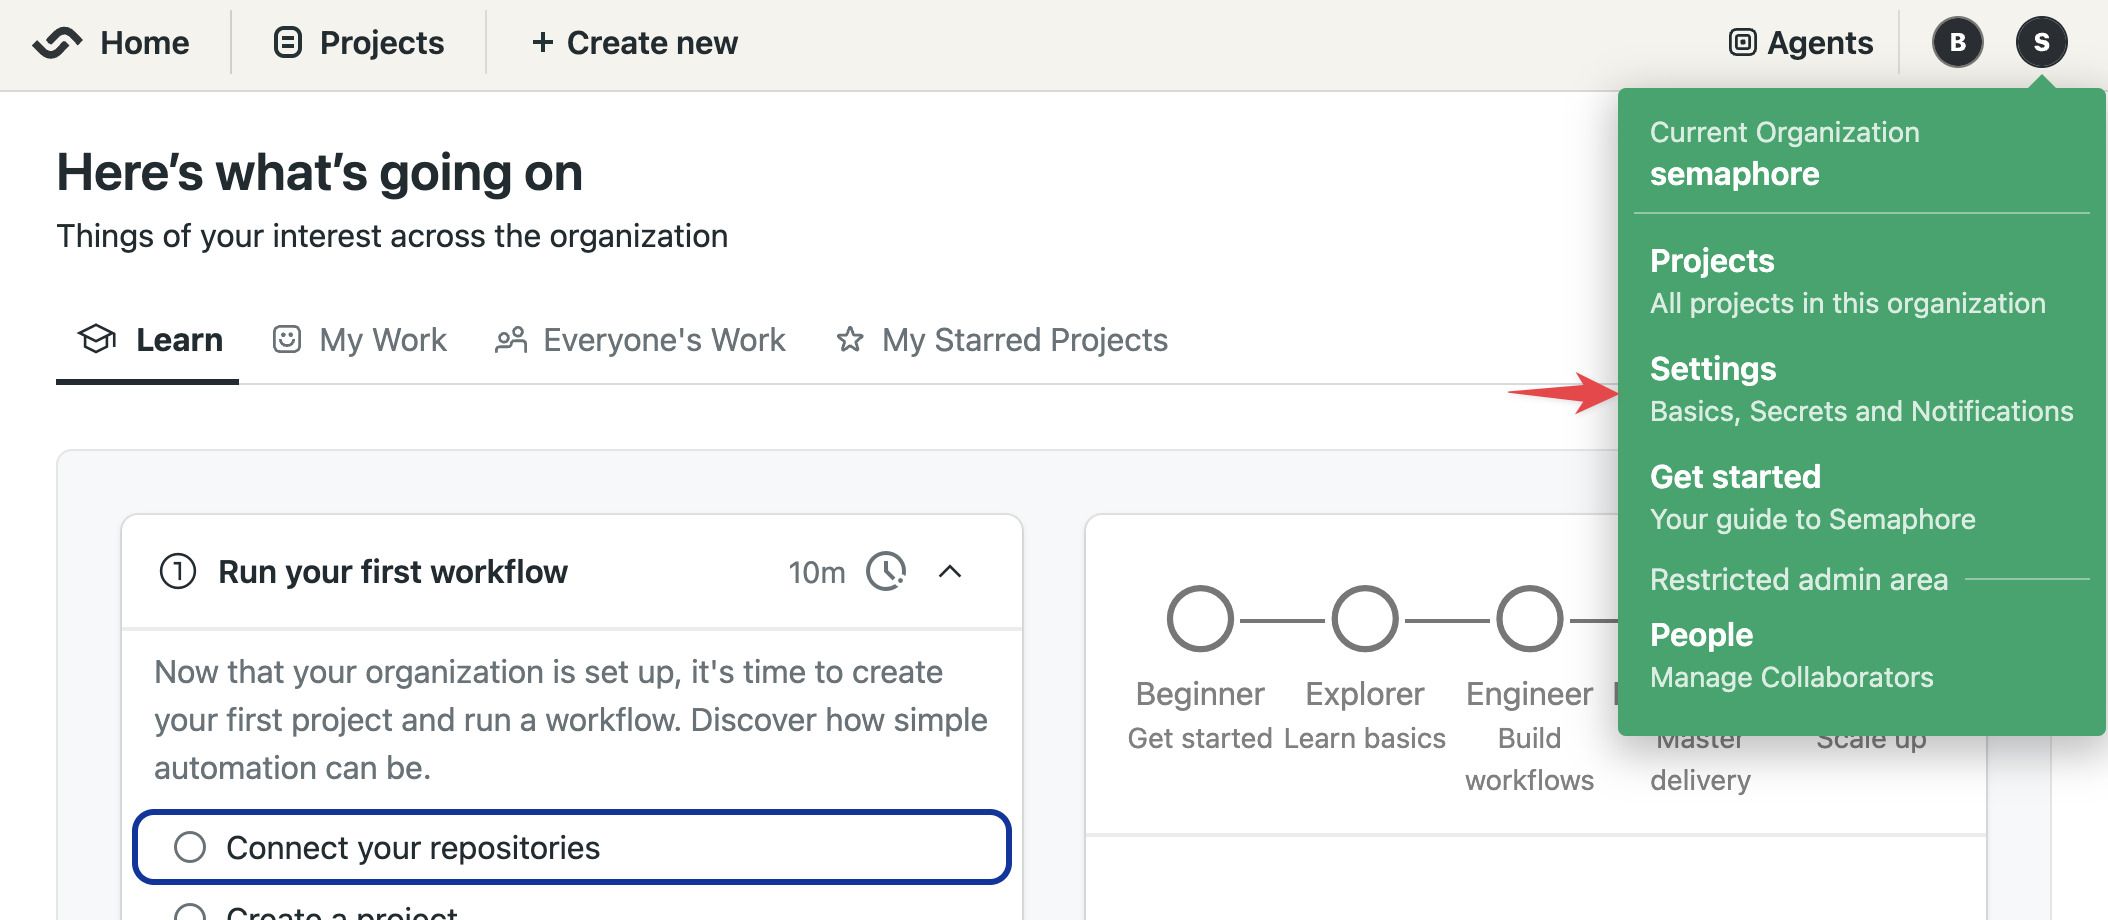 Home
Projects
+ Create new
Agents
B
S
Here's what's going on
Things of your interest across the organization
Learn
My Work
Everyone's Work
My Starred Projects
Current Organization
semaphore
Projects
All projects in this organization
Settings
Basics, Secrets and Notifications
Get started
Your guide to Semaphore
Restricted admin area
People
Manage Collaborators
1
Run your first workflow
10m
Now that your organization is set up, it's time to create
your first project and run a workflow. Discover how simple
automation can be.
Connect your repositories
Create a project
Beginner
Get started
Explorer
Learn basics
Engineer
Build
workflows
Master
delivery
Scale up